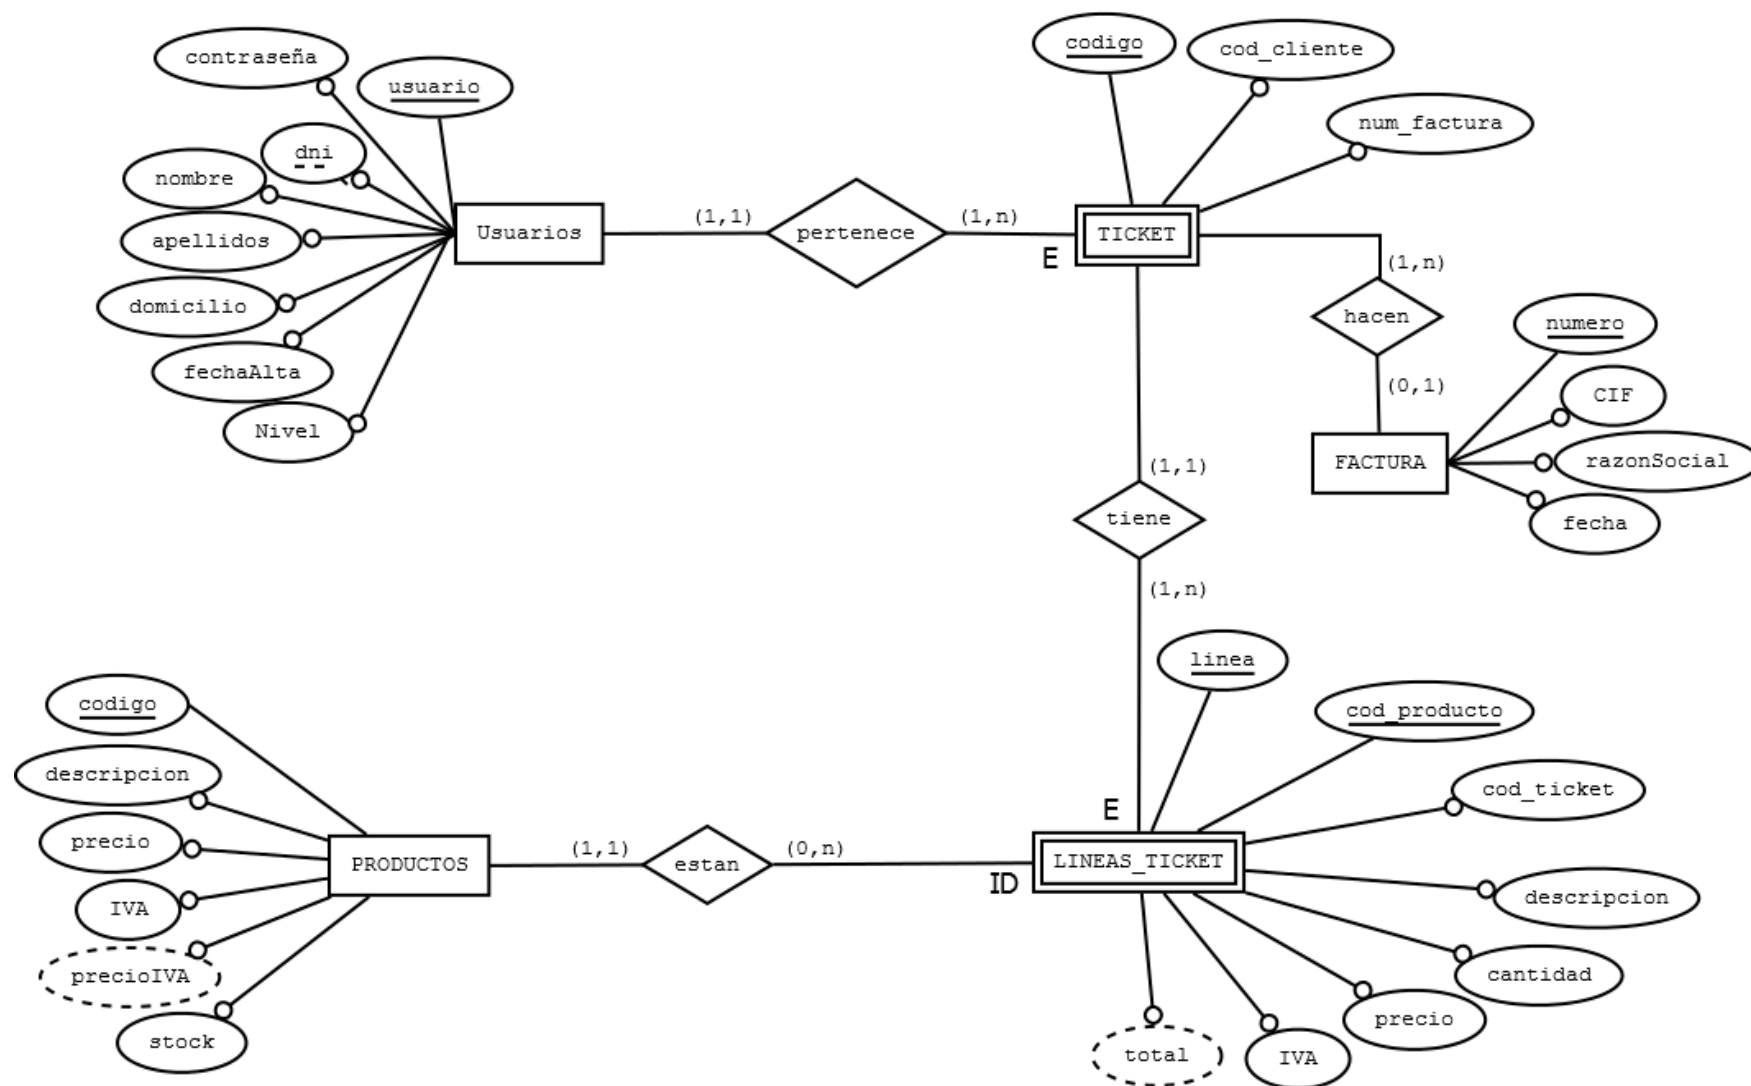 contraseña
usuario
dni
nombre
apellidos
domicilio
fechaAlta
Nivel
Usuarios
(1,1)
pertenece
(1,n)
E
TICKET
codigo
cod_cliente
num_factura
(1,n)
hacen
(0,1)
FACTURA
numero
CIF
razonSocial
fecha
(1,1)
tiene
(1,n)
E
codigo
descripcion
precio
IVA
precioIVA
stock
PRODUCTOS
(1,1)
estan
(0,n)
ID
LINEAS_TICKET
linea
cod_producto
cod_ticket
descripcion
cantidad
precio
IVA
total